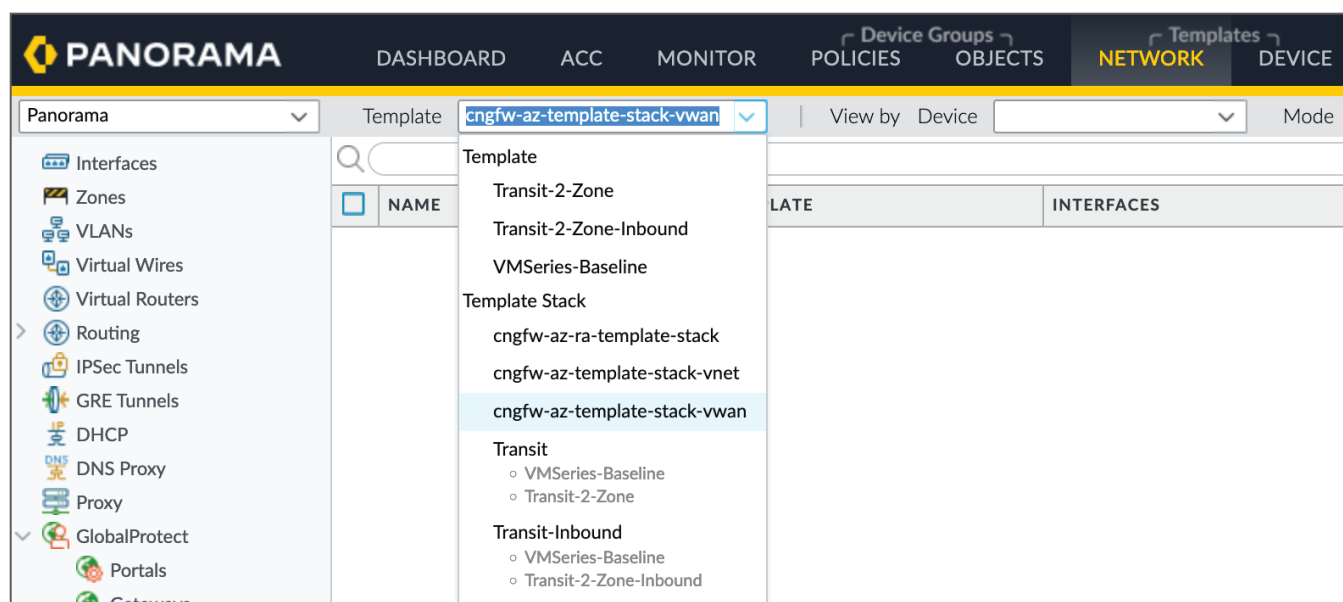 Device Groups
Templates
PANORAMA
DASHBOARD
ACC
MONITOR
POLICIES
OBJECTS
NETWORK
DEVICE
Panorama
Template
cngfw-az-template-stack-vwan
View by Device
Mode
Interfaces
Zones
VLANs
Virtual Wires
Virtual Routers
Routing
IPSec Tunnels
GRE Tunnels
DHCP
DNS Proxy
Proxy
GlobalProtect
Portals
Gateways
Template
Transit-2-Zone
Transit-2-Zone-Inbound
VMSeries-Baseline
Template Stack
cngfw-az-ra-template-stack
cngfw-az-template-stack-vnet
cngfw-az-template-stack-vwan
Transit
VMSeries-Baseline
Transit-2-Zone
Transit-Inbound
VMSeries-Baseline
Transit-2-Zone-Inbound
NAME
LATE
INTERFACES